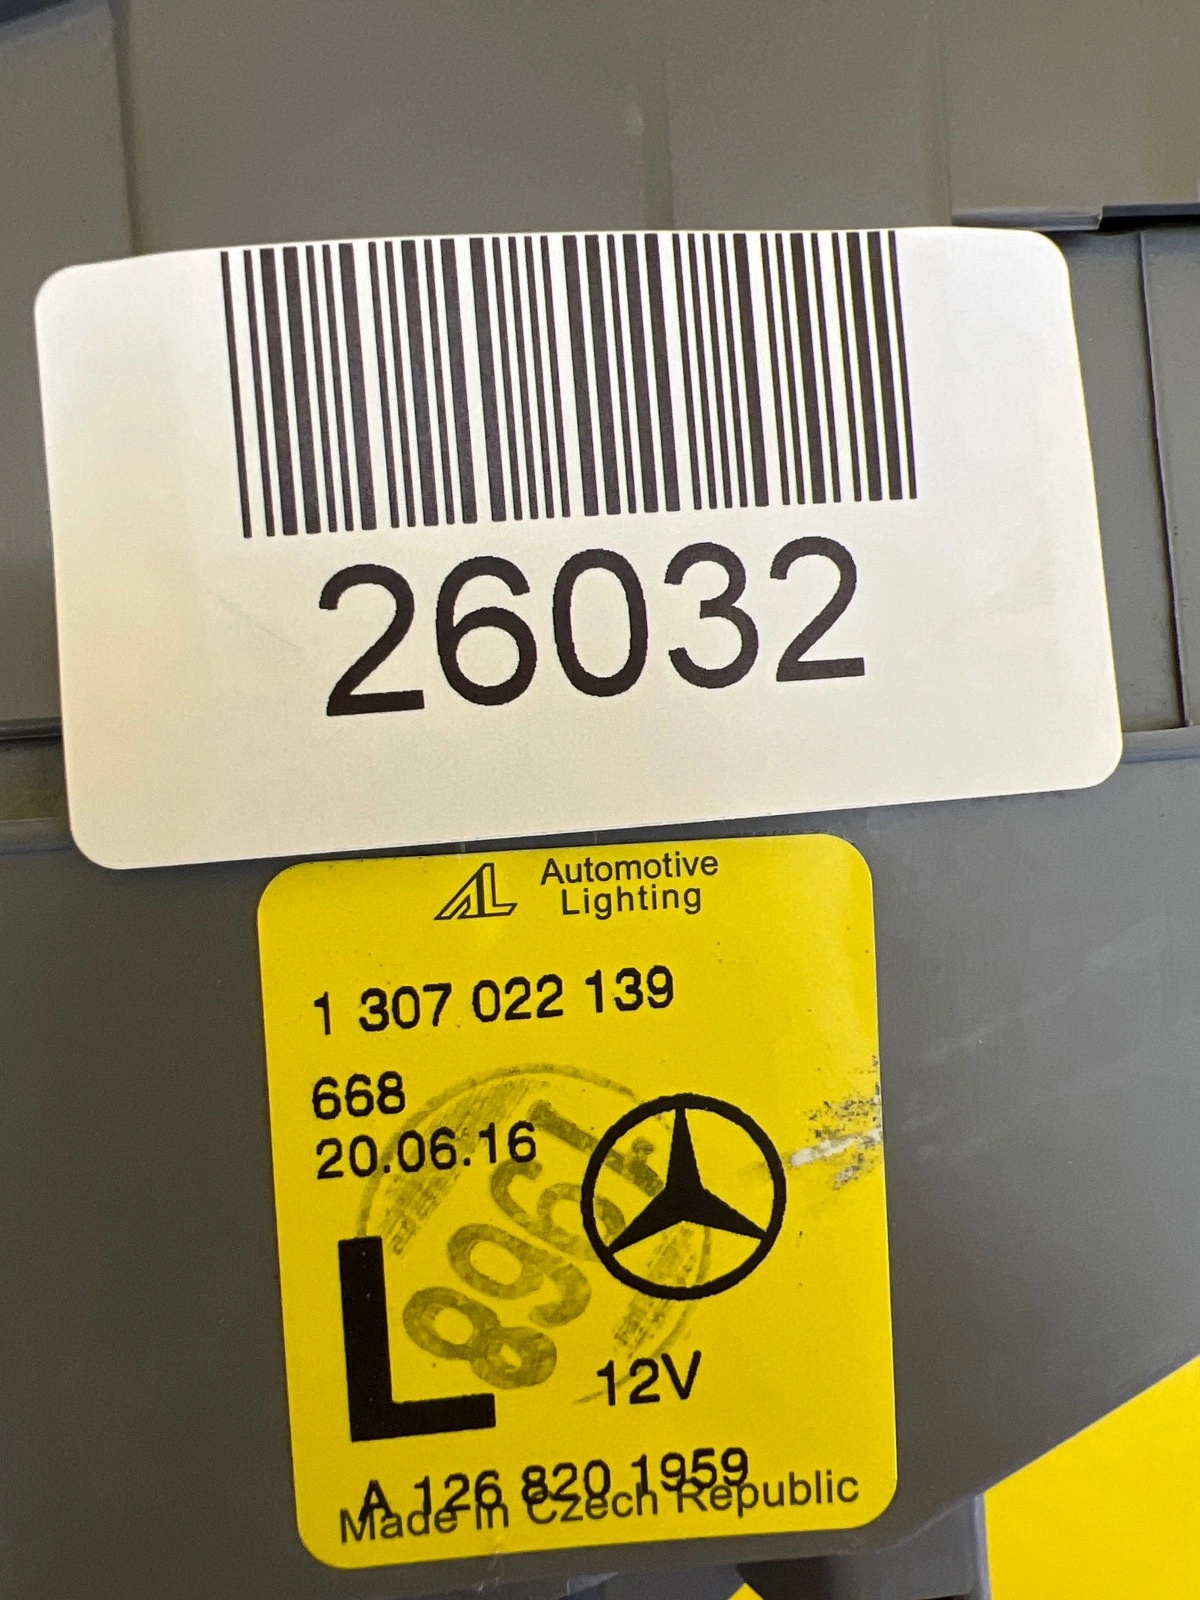 26032
AL Automotive
Lighting
1 307 022 139
668
20.06.16
L
12V
A 126 820 1959
Made in Czech Republic